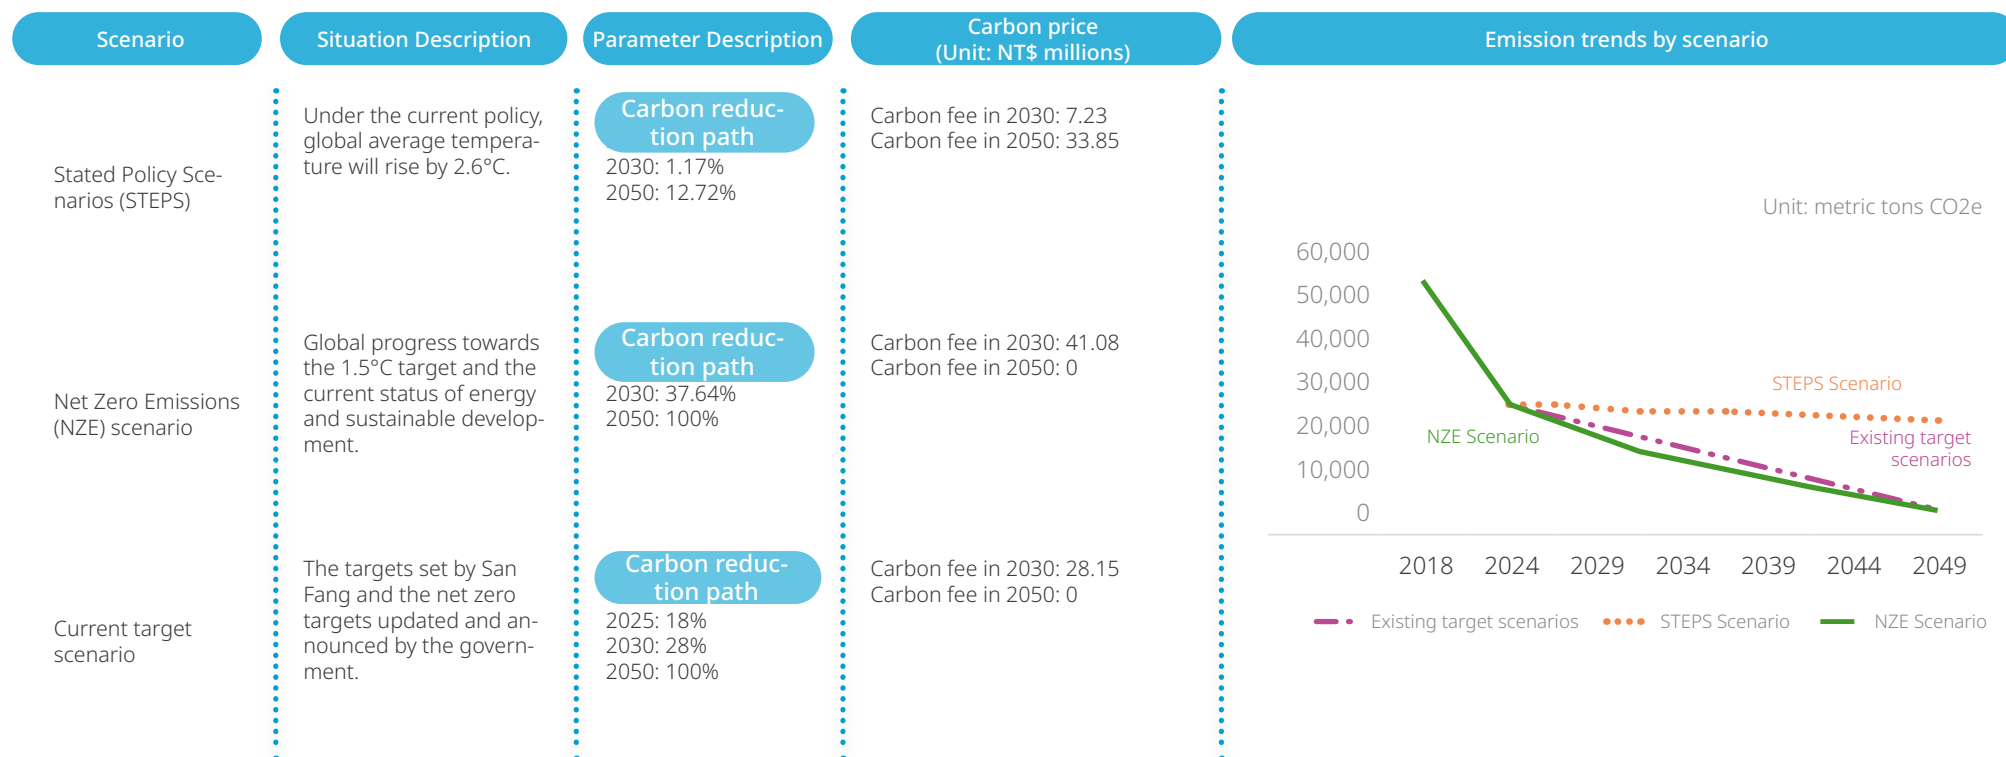 Scenario
Situation Description
Parameter Description
Carbon price
(Unit: NT$ millions)
Emission trends by scenario
Stated Policy Sce-
narios (STEPS)
Under the current policy,
global average tempera-
ture will rise by 2.6°C.
Carbon reduc-
tion path
2030: 1.17%
2050: 12.72%
Carbon fee in 2030: 7.23
Carbon fee in 2050: 33.85
Net Zero Emissions
(NZE) scenario
Global progress towards
the 1.5°C target and the
current status of energy
and sustainable develop-
ment.
Carbon reduc-
tion path
2030: 37.64%
2050: 100%
Carbon fee in 2030: 41.08
Carbon fee in 2050: 0
Current target
scenario
The targets set by San
Fang and the net zero
targets updated and an-
nounced by the govern-
ment.
Carbon reduc-
tion path
2025: 18%
2030: 28%
2050: 100%
Carbon fee in 2030: 28.15
Carbon fee in 2050: 0
Unit: metric tons CO2e
60,000
50,000
40,000
30,000
20,000
10,000
0
STEPS Scenario
NZE Scenario
Existing target
scenarios
2018 2024 2029 2034 2039 2044 2049
Existing target scenarios STEPS Scenario NZE Scenario